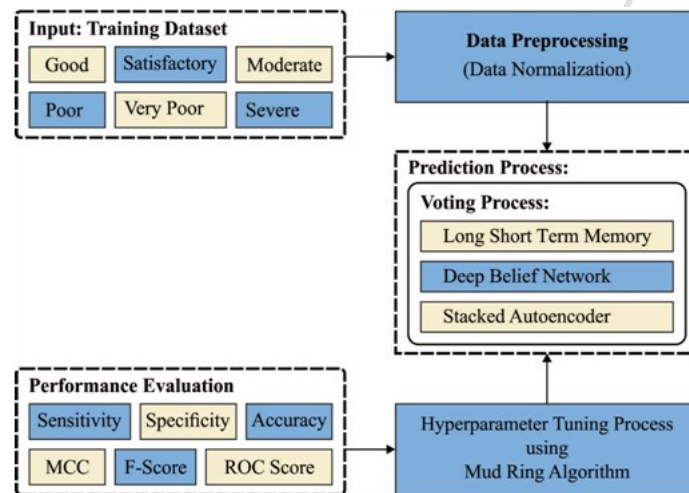 Input: Training Dataset
Good Satisfactory Moderate
Poor Very Poor Severe
Data Preprocessing
(Data Normalization)
Prediction Process:
Voting Process:
Long Short Term Memory
Deep Belief Network
Stacked Autoencoder
Performance Evaluation
Sensitivity Specificity Accuracy
MCC F-Score ROC Score
Hyperparameter Tuning Process
using
Mud Ring Algorithm